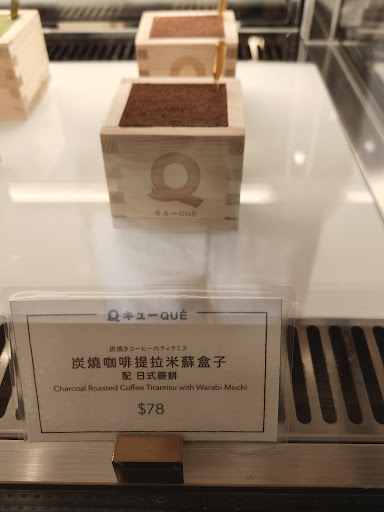 Q
Q
キューQUÉ
Q キューQUÉ
炭焼きコーヒーのティラミス
炭燒咖啡提拉米蘇盒子
配 日式蕨餅
Charcoal Roasted Coffee Tiramisu with Warabi Mochi
$78